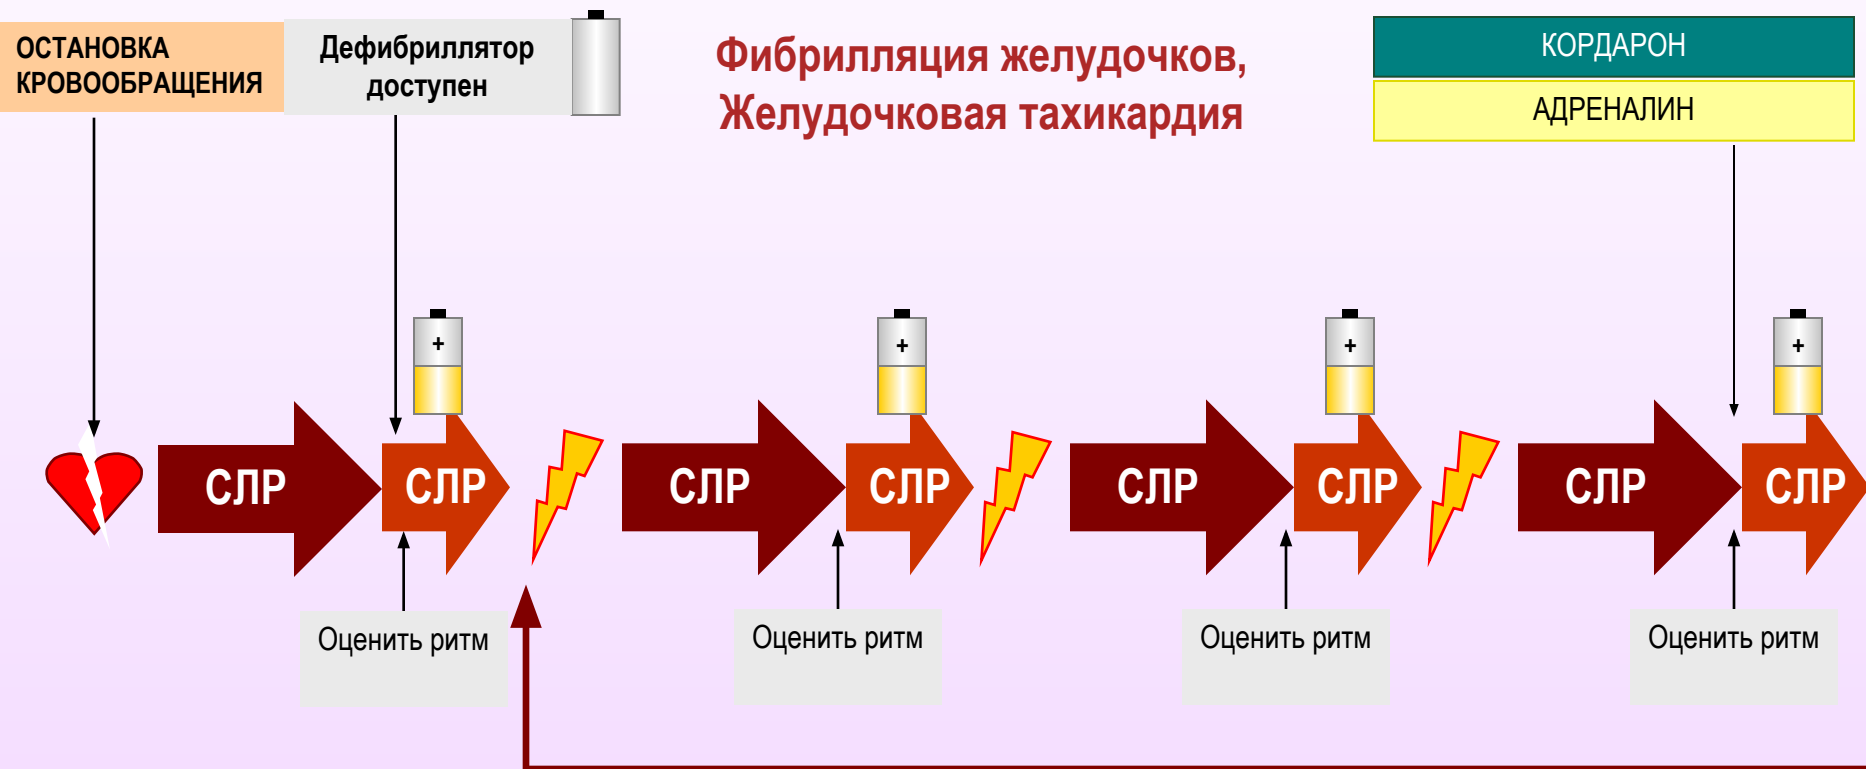 ОСТАНОВКА
КРОВООБРАЩЕНИЯ
Дефибриллятор
доступен
Фибрилляция желудочков,
Желудочковая тахикардия
КОРДАРОН
АДРЕНАЛИН
+
+
+
+
СЛР
СЛР
СЛР
СЛР
СЛР
СЛР
СЛР
СЛР
Оценить ритм
Оценить ритм
Оценить ритм
Оценить ритм